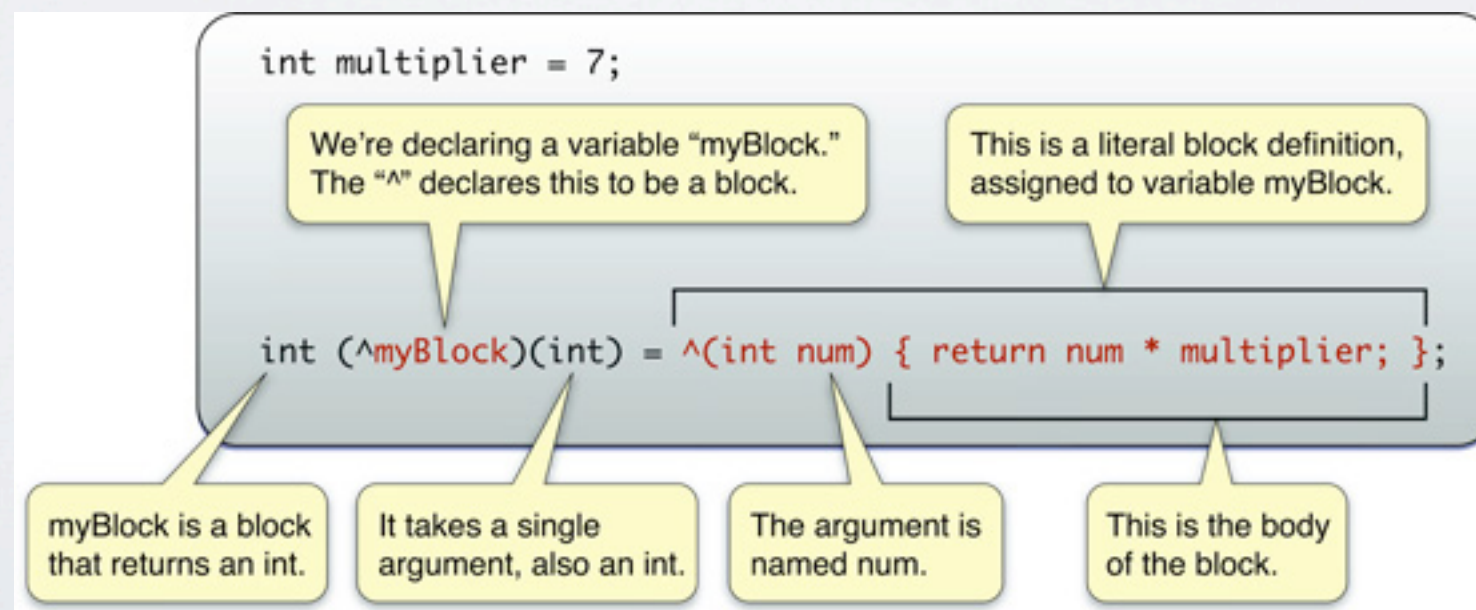 int multiplier = 7;
We're declaring a variable “myBlock.”
The “^” declares this to be a block.
This is a literal block definition,
assigned to variable myBlock.
int (^myBlock)(int) = ^(int num) { return num * multiplier; };
myBlock is a block
that returns an int.
It takes a single
argument, also an int.
The argument is
named num.
This is the body
of the block.